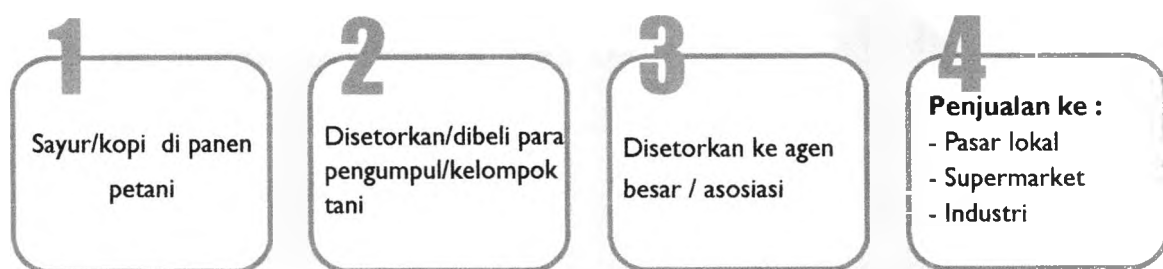 1
Sayur/kopi di panen
petani
2
Disetorkan/dibeli para
pengumpul/kelompok
tani
3
Disetorkan ke agen
besar / asosiasi
4
Penjualan ke :
- Pasar lokal
- Supermarket
- Industri